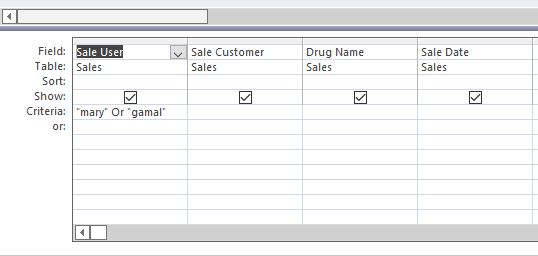 Field: Sale User Sale Customer Drug Name Sale Date
Table: Sales Sales Sales Sales
Sort:
Show:
Criteria: "mary" Or "gamal"
or: